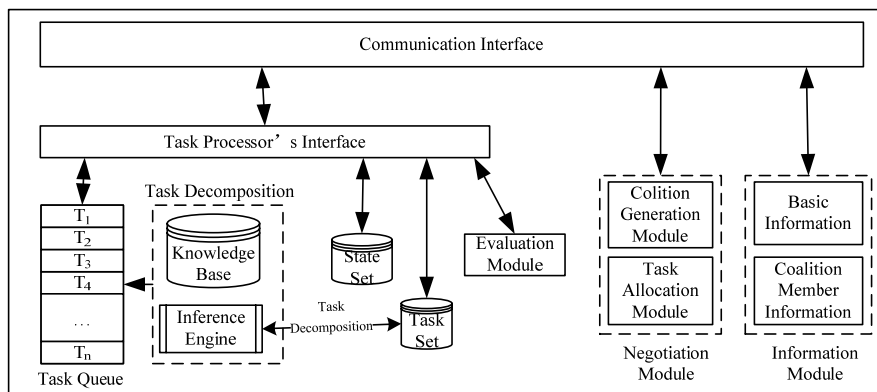 Communication Interface
Task Processor’s Interface
Task Decomposition
T1
T2
T3
T4
...
Tn
Task Queue
Knowledge
Base
Inference
Engine
Task
Decomposition
State
Set
Task
Set
Evaluation
Module
Colition
Generation
Module
Task
Allocation
Module
Negotiation
Module
Basic
Information
Coalition
Member
Information
Information
Module